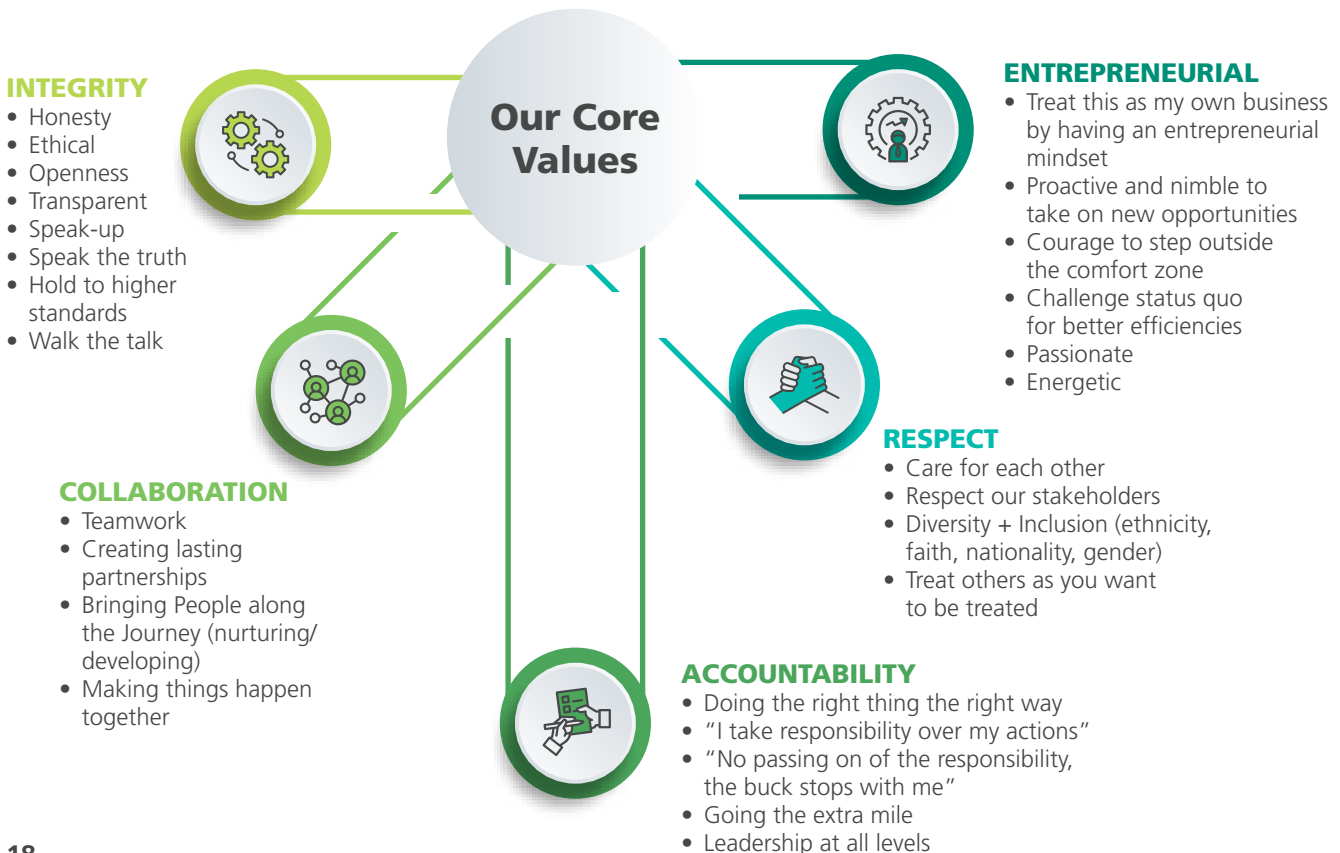 Our Core
Values
INTEGRITY
• Honesty
• Ethical
• Openness
• Transparent
• Speak-up
• Speak the truth
• Hold to higher
standards
• Walk the talk
COLLABORATION
• Teamwork
• Creating lasting
partnerships
• Bringing People along
the Journey (nurturing/
developing)
• Making things happen
together
ACCOUNTABILITY
• Doing the right thing the right way
• “I take responsibility over my actions”
• “No passing on of the responsibility,
the buck stops with me”
• Going the extra mile
• Leadership at all levels
RESPECT
• Care for each other
• Respect our stakeholders
• Diversity + Inclusion (ethnicity,
faith, nationality, gender)
• Treat others as you want
to be treated
ENTREPRENEURIAL
• Treat this as my own business
by having an entrepreneurial
mindset
• Proactive and nimble to
take on new opportunities
• Courage to step outside
the comfort zone
• Challenge status quo
for better efficiencies
• Passionate
• Energetic
18